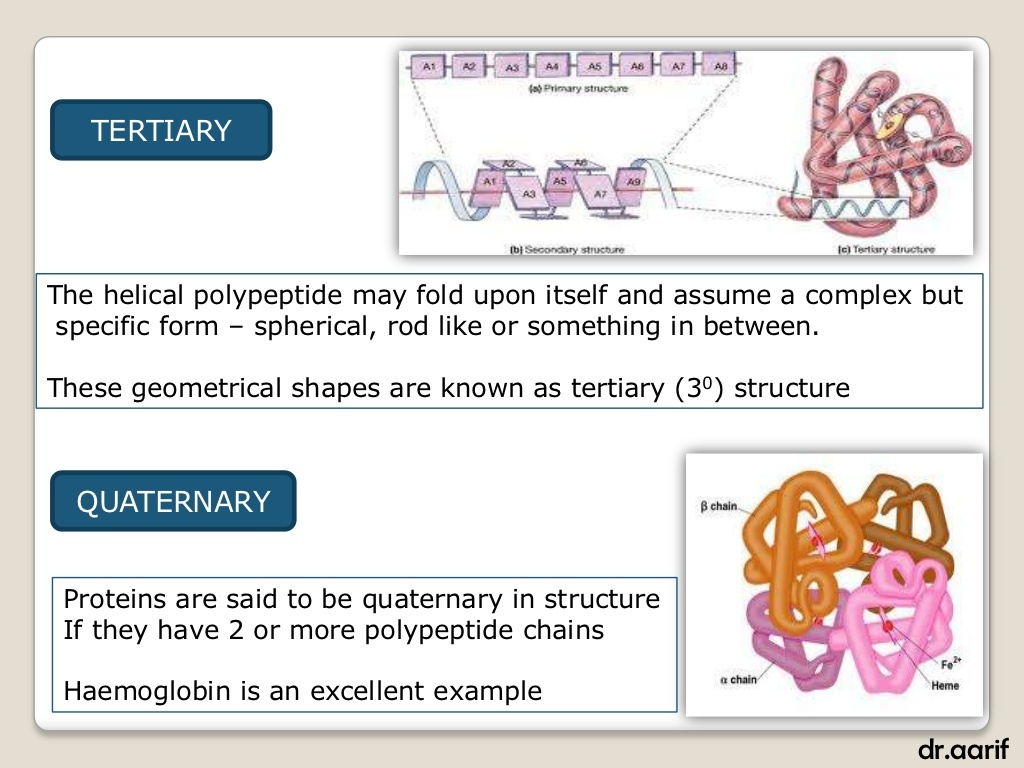 TERTIARY
A1 A2 A3 A4 A5 A6 A7 A8
(a) Primary structure
A1 A2 A3 A5 A6 A7 A9
(b) Secondary structure
(c) Tertiary structure
The helical polypeptide may fold upon itself and assume a complex but
specific form – spherical, rod like or something in between.
These geometrical shapes are known as tertiary (3⁰) structure
QUATERNARY
β chain
α chain
Fe²⁺
Heme
Proteins are said to be quaternary in structure
If they have 2 or more polypeptide chains
Haemoglobin is an excellent example
dr.aarif